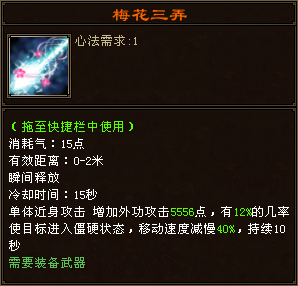 梅花三弄
心法需求:1
（拖至快捷栏中使用）
消耗气：15点
有效距离：0-2米
瞬间释放
冷却时间：15秒
单体近身攻击 增加外功攻击5556点，有12%的几率
使目标进入僵硬状态，移动速度减慢40%，持续10
秒
需要装备武器